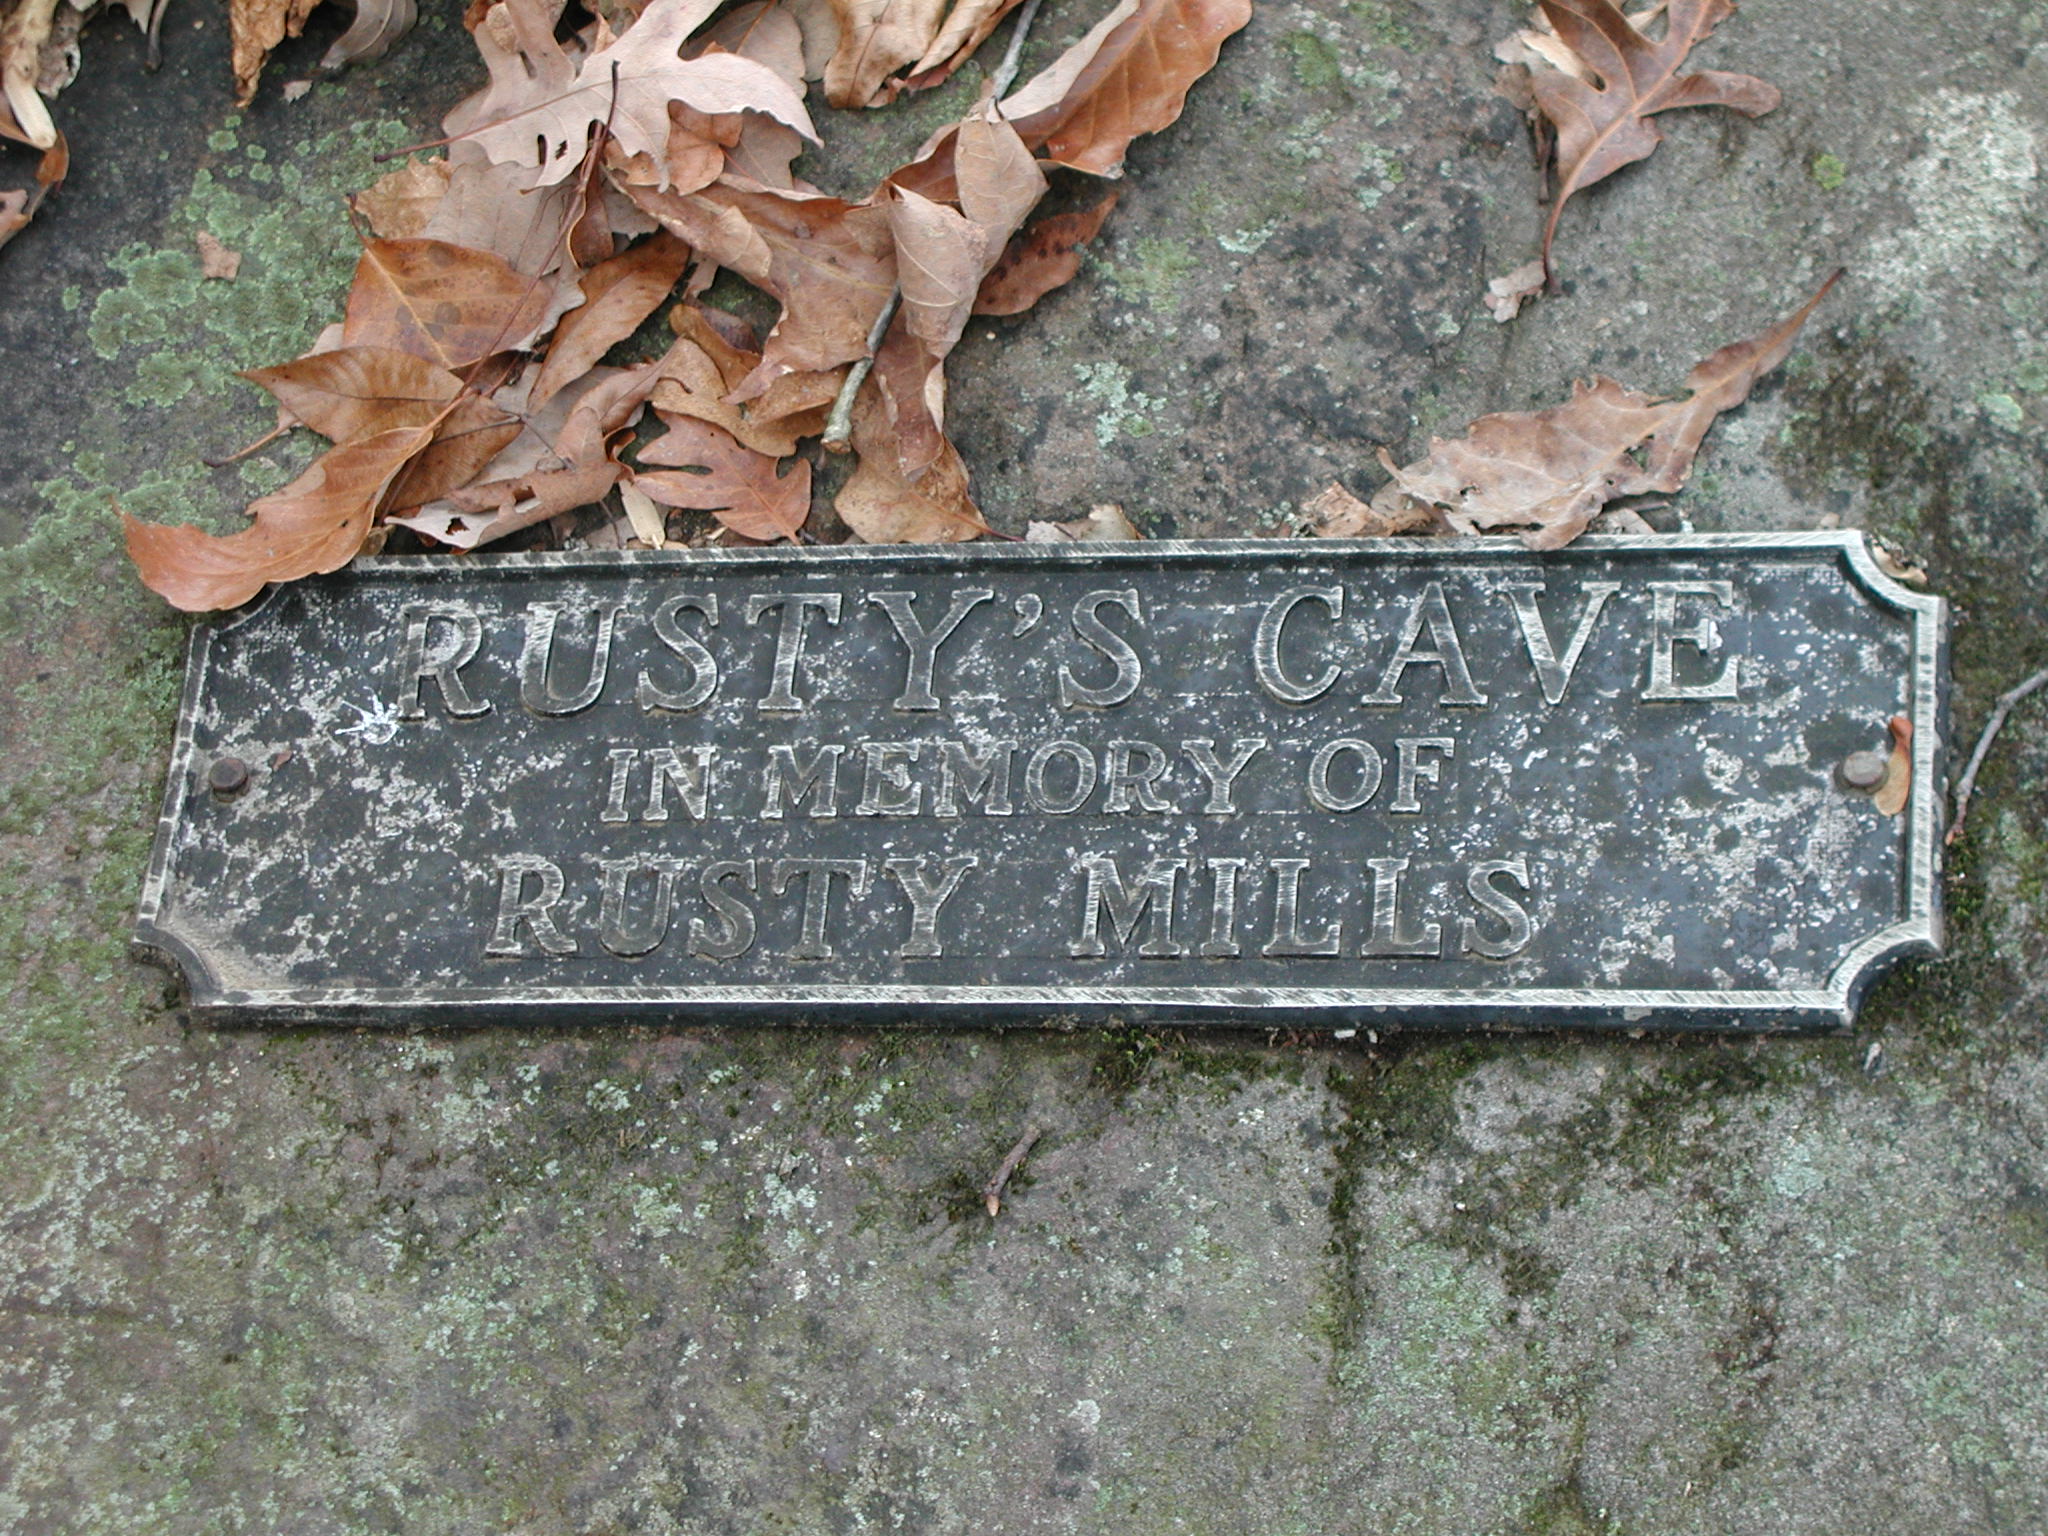 RUSTY'S CAVE
IN MEMORY OF
RUSTY MILLS